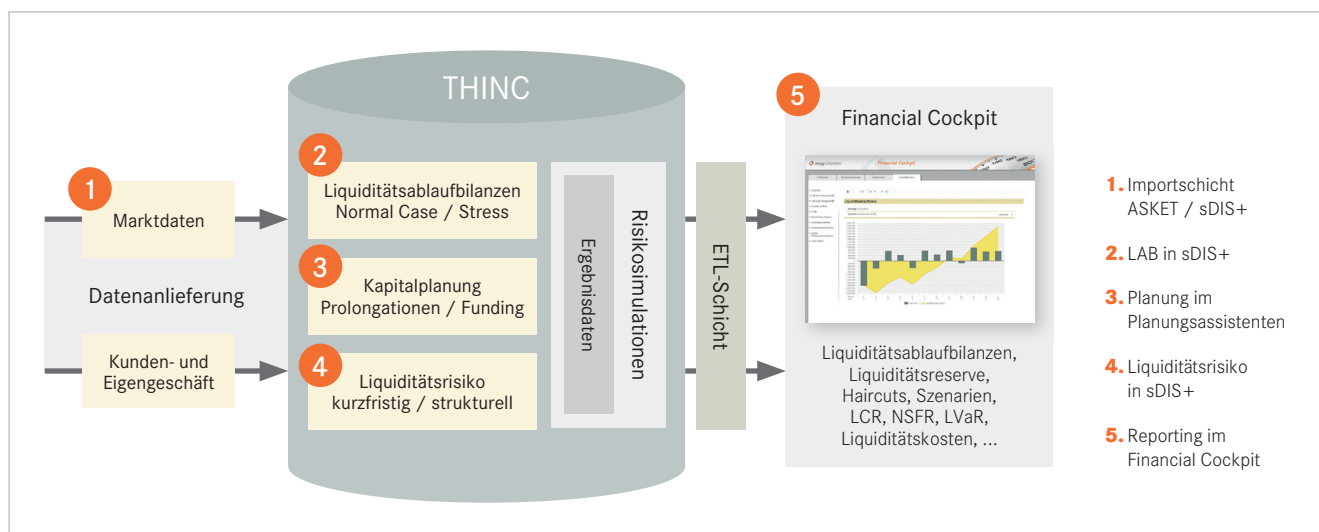 THINC
1
Marktdaten
Datenanlieferung
Kunden- und
Eigengeschäft
2
Liquiditätsablaufbilanzen
Normal Case / Stress
3
Kapitalplanung
Prolongationen / Funding
4
Liquiditätsrisiko
kurzfristig / strukturell
Ergebnisdaten
Risikosimulationen
ETL-Schicht
5
Financial Cockpit
Financial Cockpit
Liquiditätsablaufbilanzen,
Liquiditätsreserve,
Haircuts, Szenarien,
LCR, NSFR, LVaR,
Liquiditätskosten, ...
1. Importschicht
ASKET / sDIS+
2. LAB in sDIS+
3. Planung im
Planungsassistenten
4. Liquiditätsrisiko
in sDIS+
5. Reporting im
Financial Cockpit